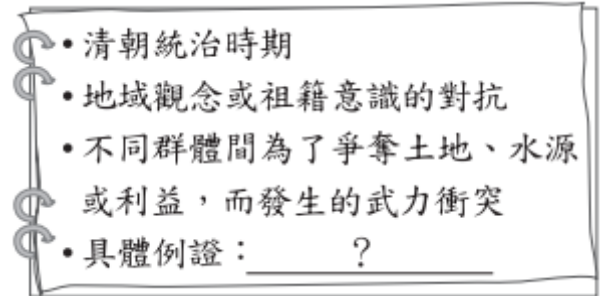 •清朝統治時期
•地域觀念或祖籍意識的對抗
•不同群體間為了爭奪土地、水源
或利益，而發生的武力衝突
•具體例證：＿＿＿？＿＿＿